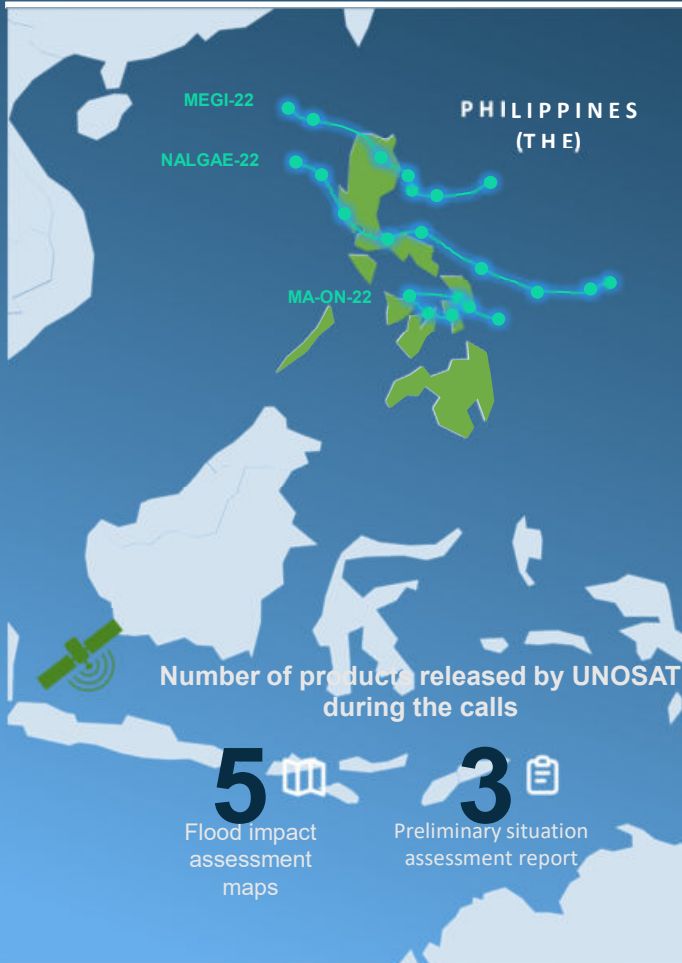 MEGI-22
PHILIPPINES
(THE)
NALGAE-22
MA-ON-22
Number of products released by UNOSAT
during the calls
5
Flood impact
assessment
maps
3
Preliminary situation
assessment report